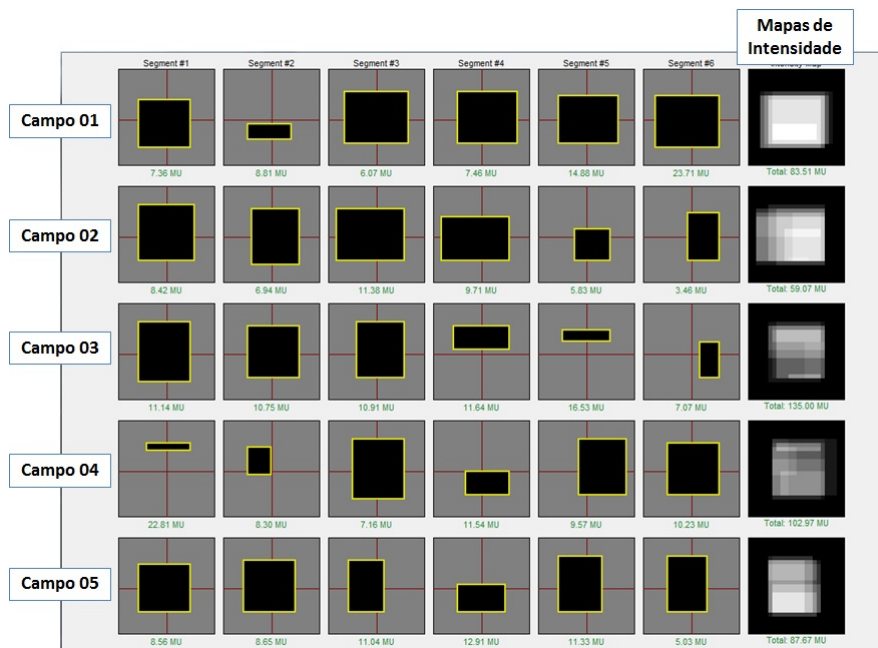 Mapas de
Intensidade
Segment #1 Segment #2 Segment #3 Segment #4 Segment #5 Segment #6
Campo 01
7.36 MU 8.81 MU 6.07 MU 7.46 MU 14.88 MU 23.71 MU Total: 83.51 MU
Campo 02
8.42 MU 6.94 MU 11.38 MU 9.71 MU 5.83 MU 3.46 MU Total: 59.07 MU
Campo 03
11.14 MU 10.75 MU 10.91 MU 11.64 MU 16.53 MU 7.07 MU Total: 135.00 MU
Campo 04
22.81 MU 8.30 MU 7.16 MU 11.54 MU 9.57 MU 10.23 MU Total: 102.97 MU
Campo 05
8.56 MU 8.65 MU 11.04 MU 12.91 MU 11.33 MU 5.03 MU Total: 87.67 MU